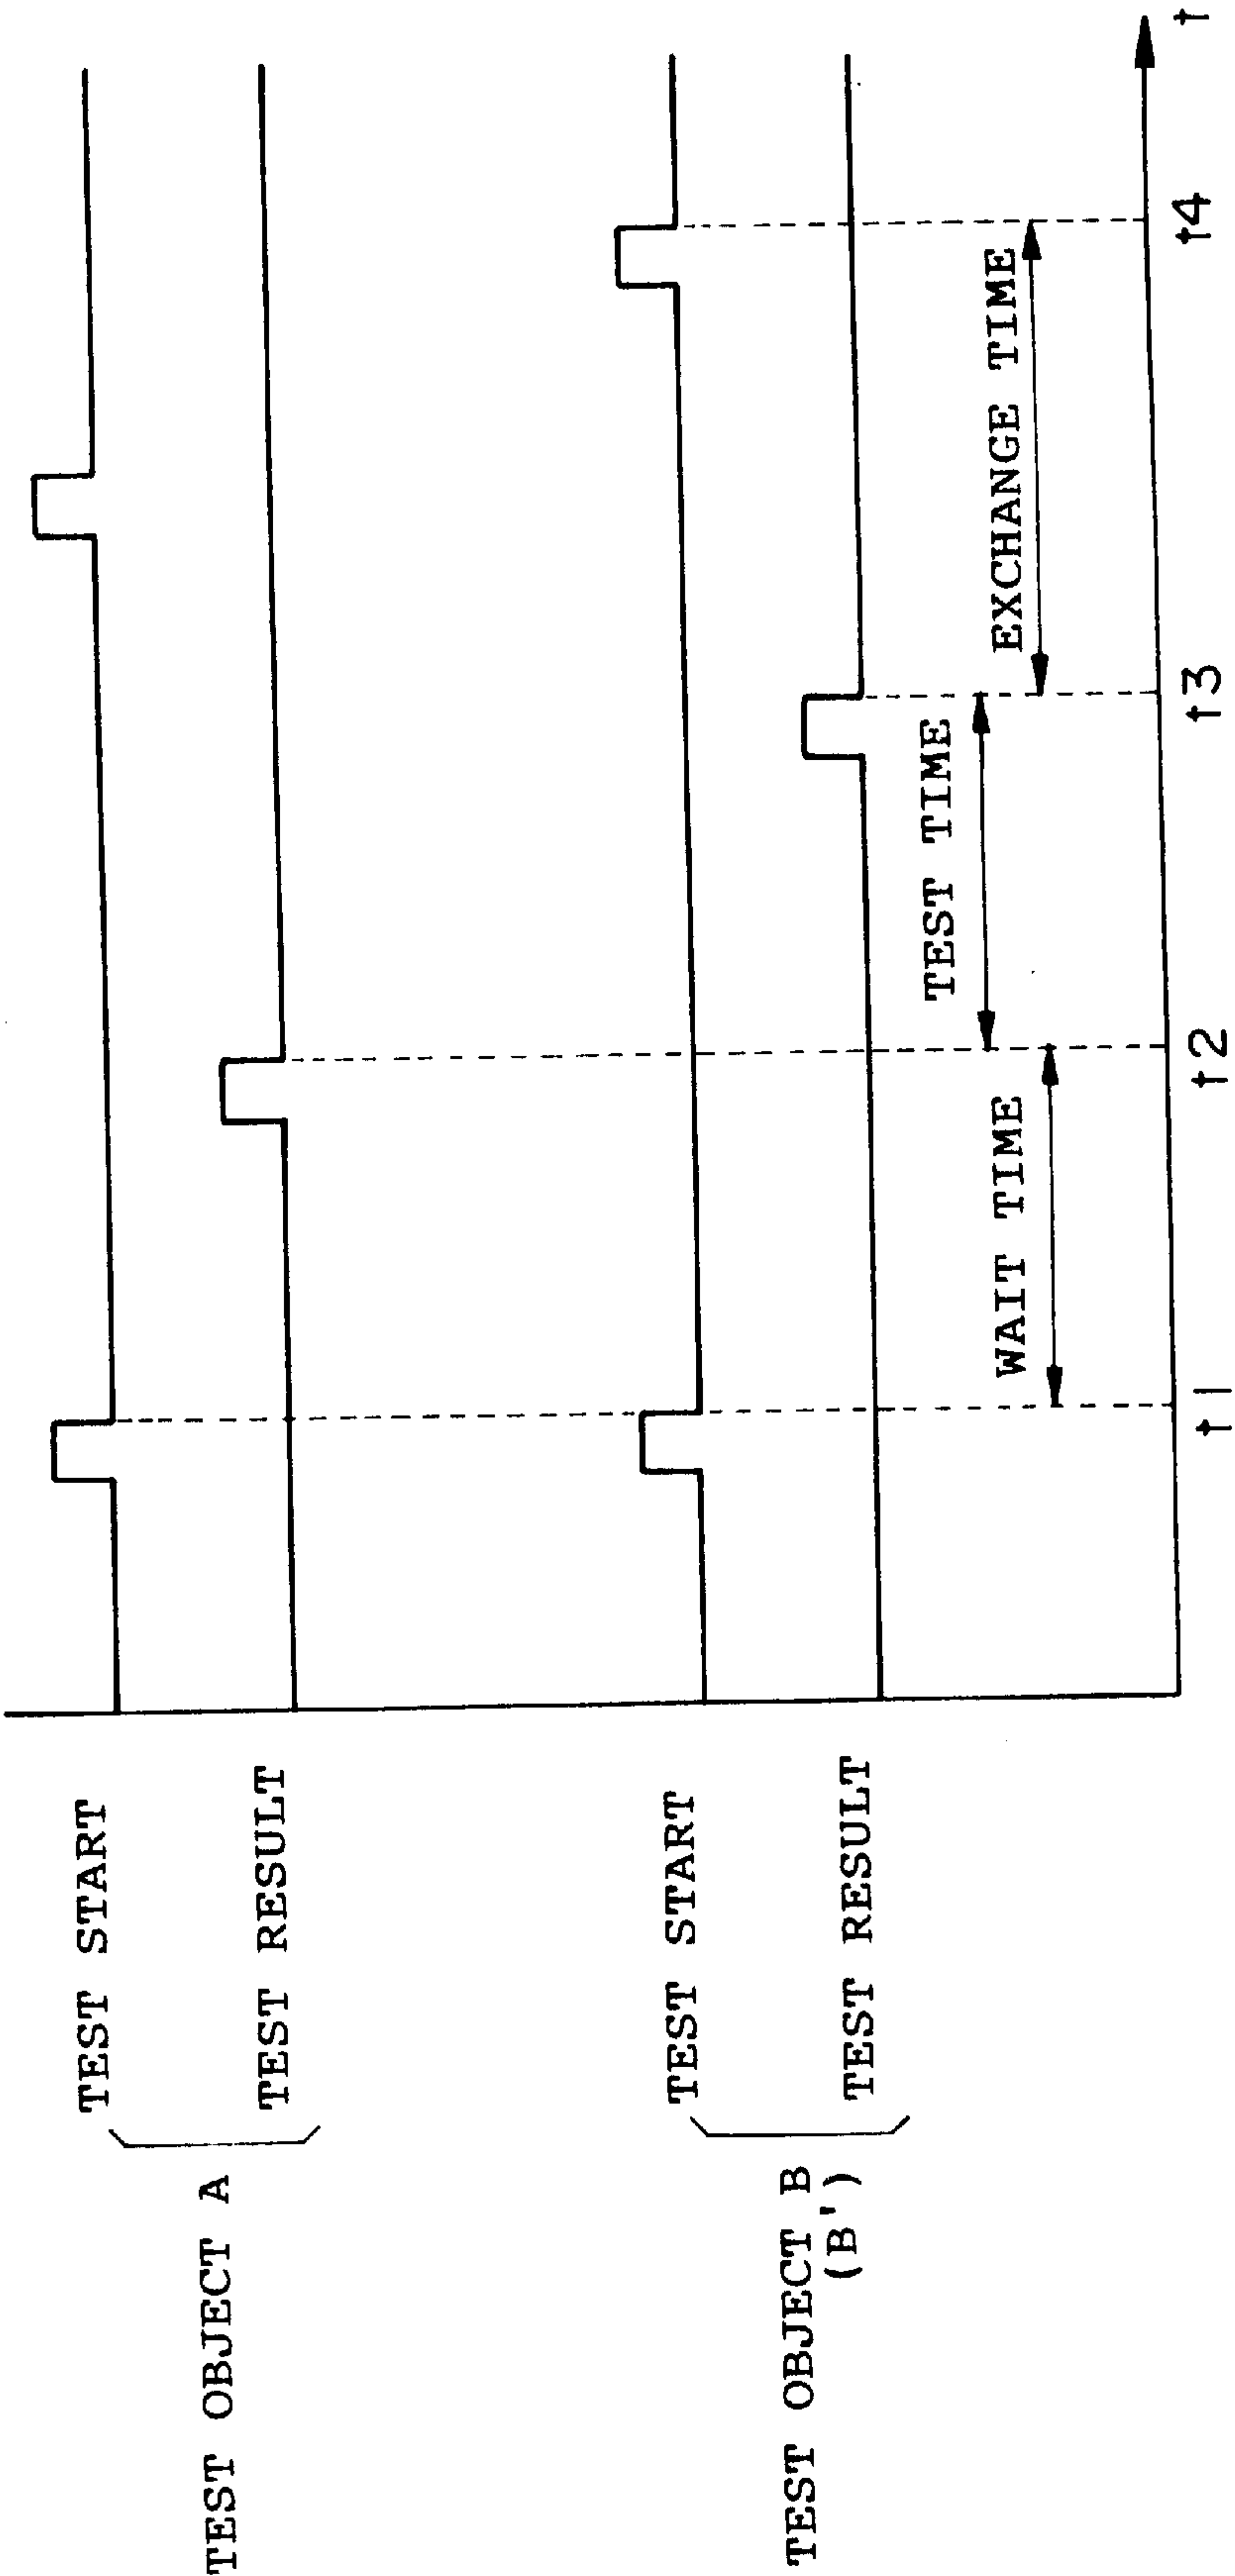 TEST OBJECT A
TEST START
TEST RESULT
TEST OBJECT B
(B')
TEST START
TEST RESULT
WAIT TIME
TEST TIME
EXCHANGE TIME
t1
t2
t3
t4
t